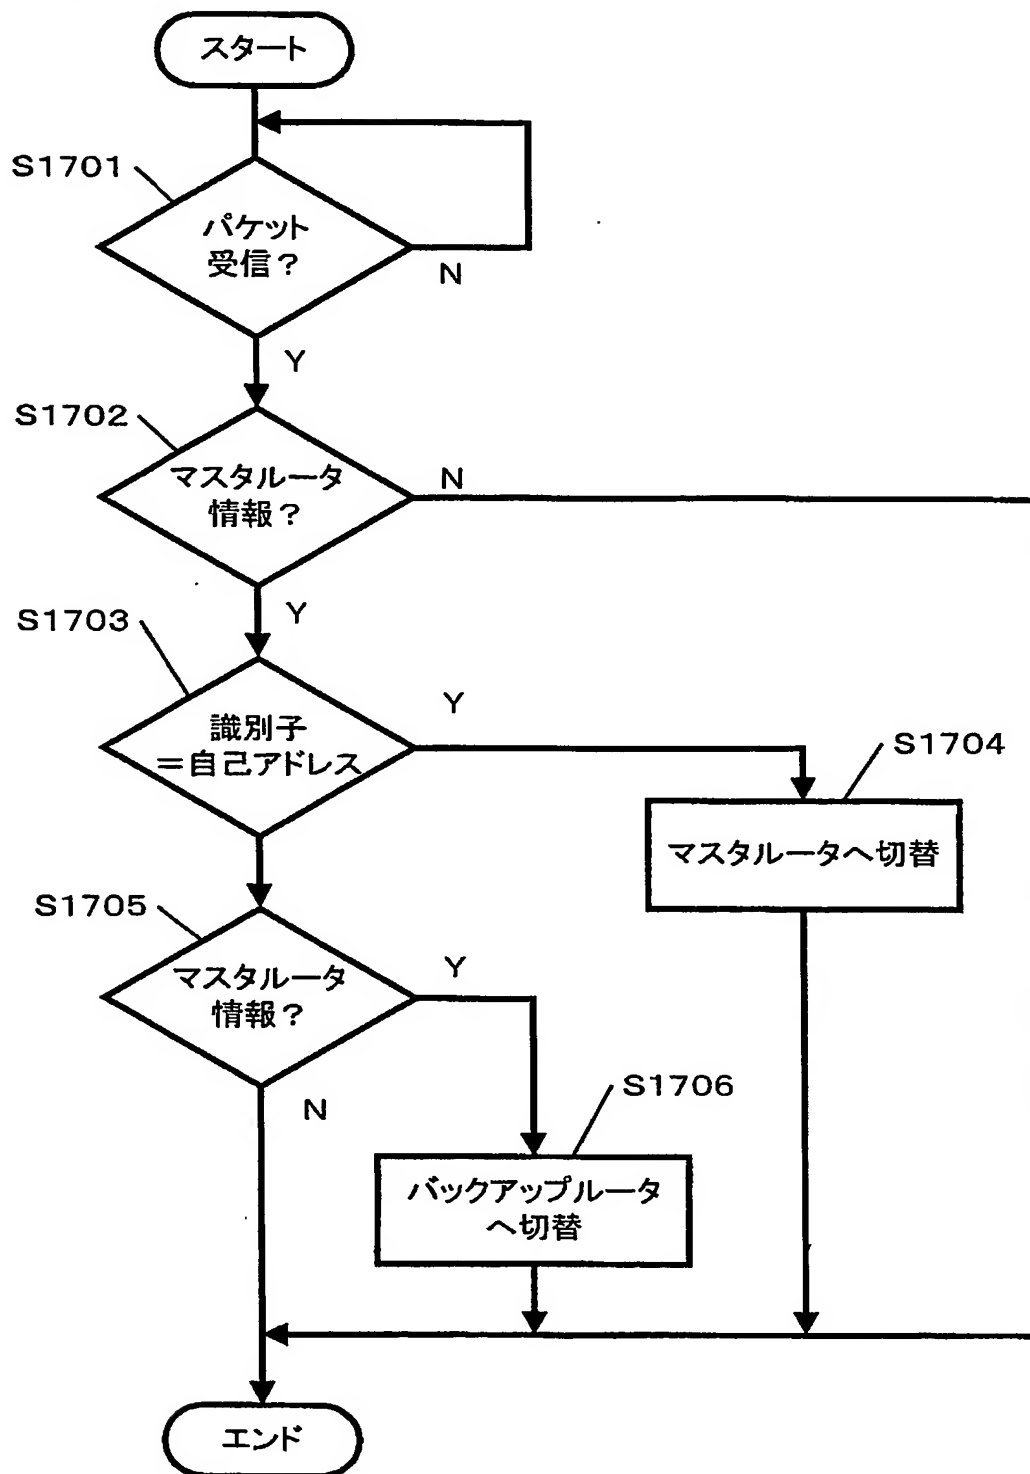 スタート
S1701
パケット
受信？
N
Y
S1702
マスタルータ
情報？
N
Y
S1703
識別子
＝自己アドレス
Y
S1704
マスタルータへ切替
S1705
マスタルータ
情報？
Y
N
S1706
バックアップルータ
へ切替
エンド